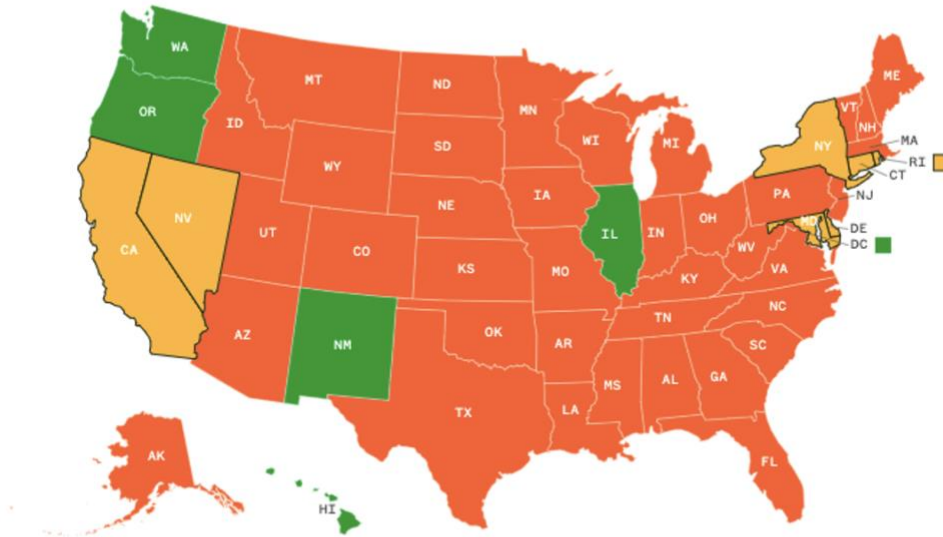 WA
MT
ND
MN
ME
OR
ID
SD
WI
MI
VT
NH
NY
MA
WY
RI
CT
NE
IA
PA
NJ
NV
UT
CO
IL
IN
OH
MD
DE
DC
CA
KS
MO
WV
KY
VA
AZ
NM
OK
AR
TN
NC
SC
MS
AL
GA
TX
LA
FL
AK
HI